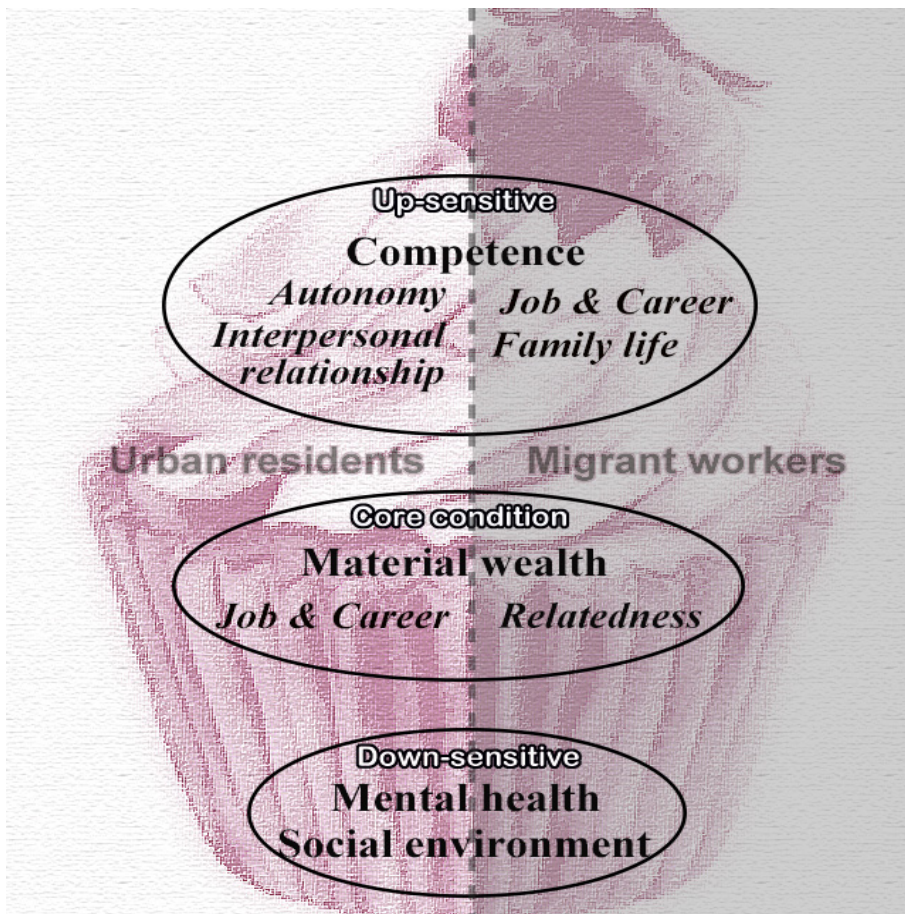 Up-sensitive
Competence
Autonomy
Interpersonal
relationship
Job & Career
Family life
Urban residents
Migrant workers
Core condition
Material wealth
Job & Career
Relatedness
Down-sensitive
Mental health
Social environment